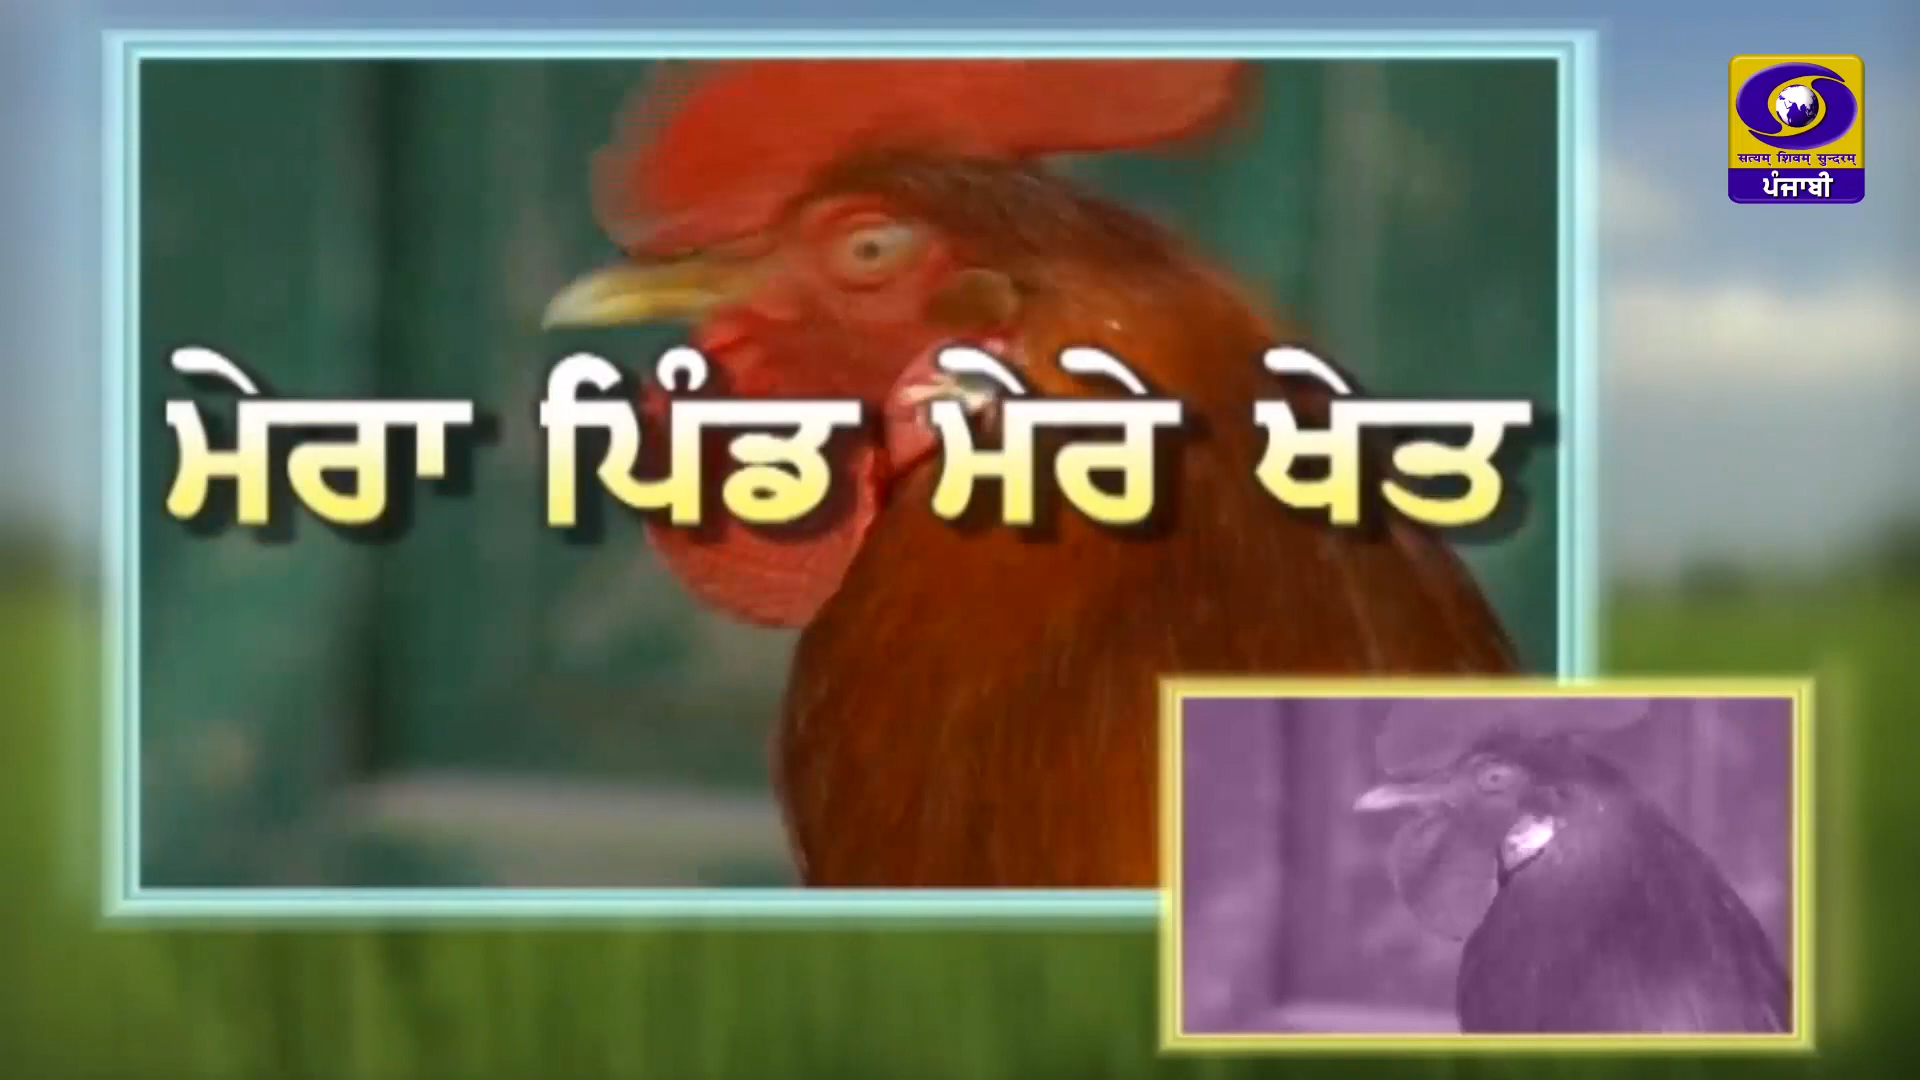 सत्यम् शिवम् सुन्दरम्
ਪੰਜਾਬੀ
ਮੇਰਾ ਪਿੰਡ ਮੇਰੇ ਖੇਤ